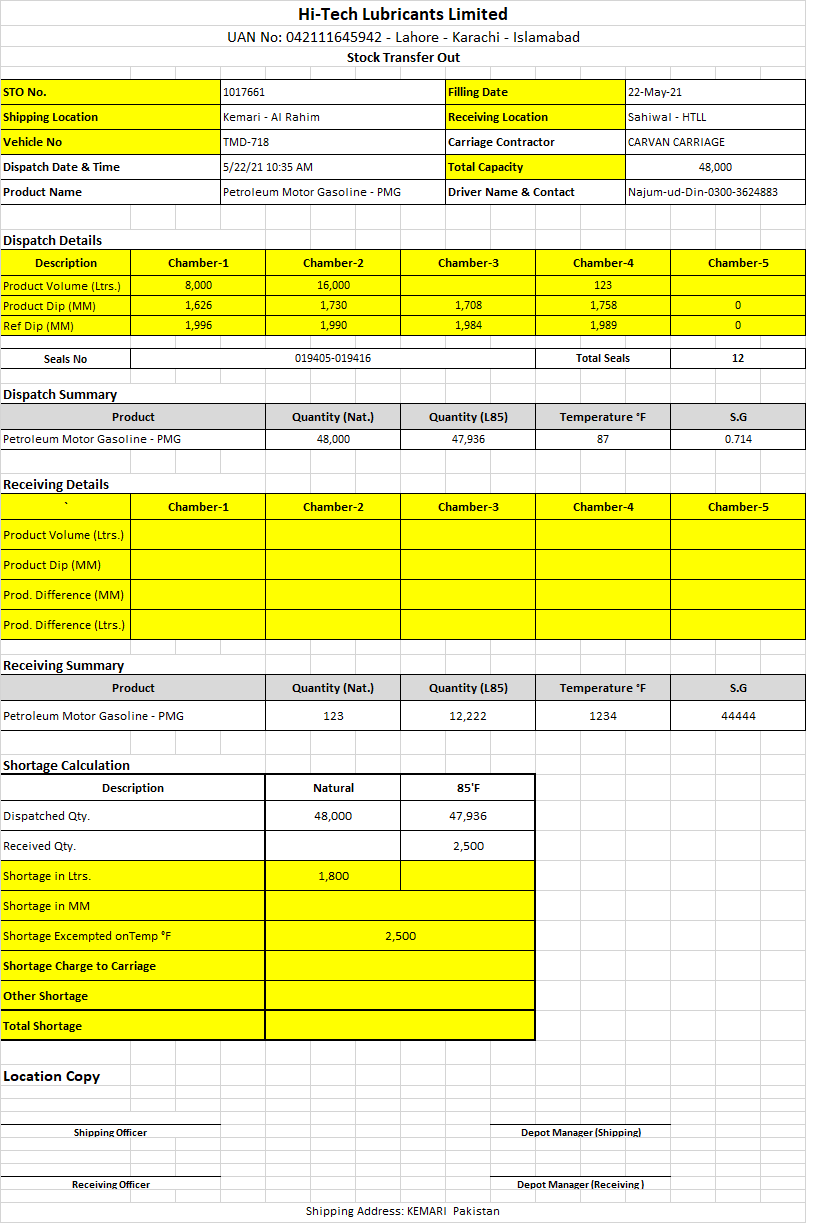 Hi-Tech Lubricants Limited
UAN No: 042111645942 - Lahore - Karachi - Islamabad
Stock Transfer Out
STO No. 1017661 Filling Date 22-May-21
Shipping Location Kemari - Al Rahim Receiving Location Sahiwal - HTLL
Vehicle No TMD-718 Carriage Contractor CARVAN CARRIAGE
Dispatch Date & Time 5/22/21 10:35 AM Total Capacity 48,000
Product Name Petroleum Motor Gasoline - PMG Driver Name & Contact Najum-ud-Din-0300-3624883
Dispatch Details
Description Chamber-1 Chamber-2 Chamber-3 Chamber-4 Chamber-5
Product Volume (Ltrs.) 8,000 16,000 123
Product Dip (MM) 1,626 1,730 1,708 1,758 0
Ref Dip (MM) 1,996 1,990 1,984 1,989 0
Seals No 019405-019416 Total Seals 12
Dispatch Summary
Product Quantity (Nat.) Quantity (L85) Temperature °F S.G
Petroleum Motor Gasoline - PMG 48,000 47,936 87 0.714
Receiving Details
` Chamber-1 Chamber-2 Chamber-3 Chamber-4 Chamber-5
Product Volume (Ltrs.)
Product Dip (MM)
Prod. Difference (MM)
Prod. Difference (Ltrs.)
Receiving Summary
Product Quantity (Nat.) Quantity (L85) Temperature °F S.G
Petroleum Motor Gasoline - PMG 123 12,222 1234 44444
Shortage Calculation
Description Natural 85'F
Dispatched Qty. 48,000 47,936
Received Qty. 2,500
Shortage in Ltrs. 1,800
Shortage in MM
Shortage Excempted onTemp °F 2,500
Shortage Charge to Carriage
Other Shortage
Total Shortage
Location Copy
Shipping Officer Depot Manager (Shipping)
Receiving Officer Depot Manager (Receiving )
Shipping Address: KEMARI Pakistan